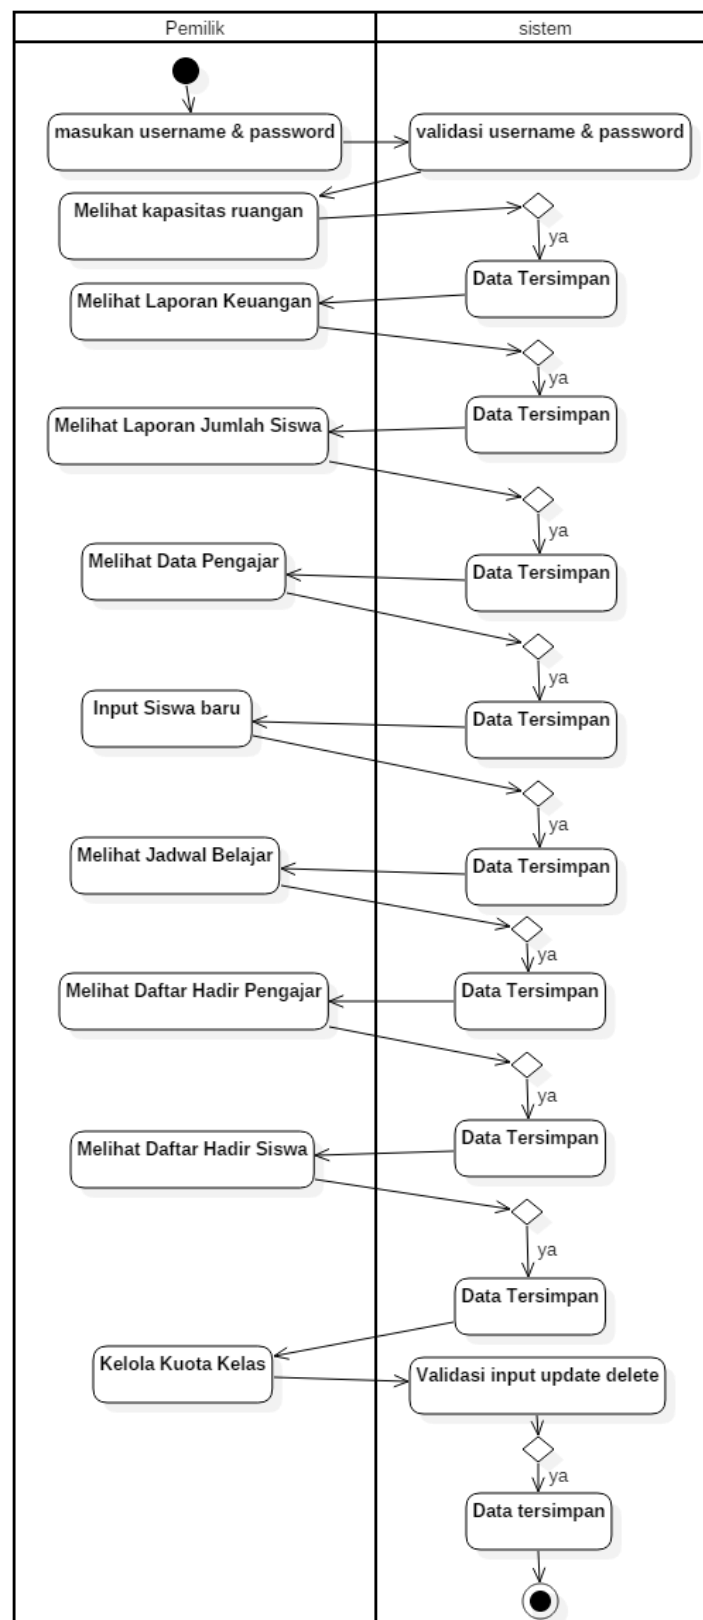 Pemilik
sistem
masukan username & password
validasi username & password
Melihat kapasitas ruangan
ya
Data Tersimpan
Melihat Laporan Keuangan
ya
Data Tersimpan
Melihat Laporan Jumlah Siswa
ya
Data Tersimpan
Melihat Data Pengajar
ya
Data Tersimpan
Input Siswa baru
ya
Data Tersimpan
Melihat Jadwal Belajar
ya
Data Tersimpan
Melihat Daftar Hadir Pengajar
ya
Data Tersimpan
Melihat Daftar Hadir Siswa
ya
Data Tersimpan
Kelola Kuota Kelas
Validasi input update delete
ya
Data tersimpan